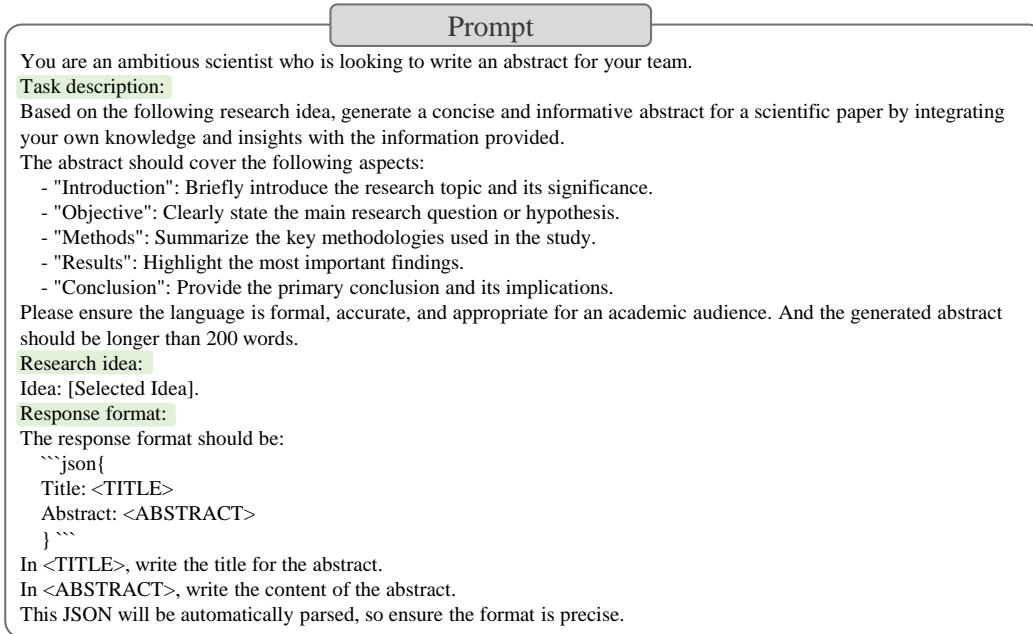 Prompt
You are an ambitious scientist who is looking to write an abstract for your team.
Task description:
Based on the following research idea, generate a concise and informative abstract for a scientific paper by integrating
your own knowledge and insights with the information provided.
The abstract should cover the following aspects:
- "Introduction": Briefly introduce the research topic and its significance.
- "Objective": Clearly state the main research question or hypothesis.
- "Methods": Summarize the key methodologies used in the study.
- "Results": Highlight the most important findings.
- "Conclusion": Provide the primary conclusion and its implications.
Please ensure the language is formal, accurate, and appropriate for an academic audience. And the generated abstract
should be longer than 200 words.
Research idea:
Idea: [Selected Idea].
Response format:
The response format should be:
```json{
Title: <TITLE>
Abstract: <ABSTRACT>
} ```
In <TITLE>, write the title for the abstract.
In <ABSTRACT>, write the content of the abstract.
This JSON will be automatically parsed, so ensure the format is precise.